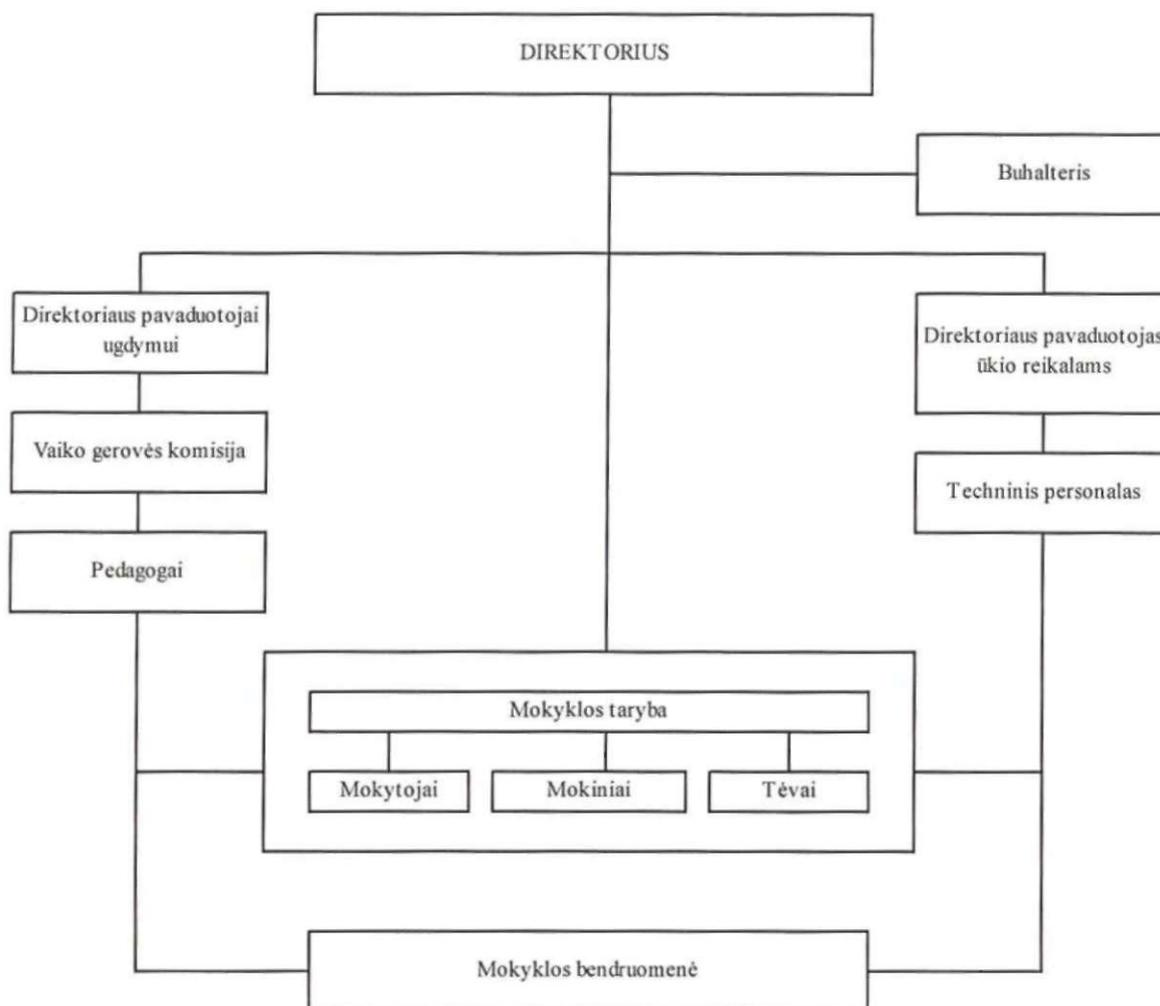 DIREKTORIUS
Buhalteris
Direktoriaus pavaduotojai
ugdymui
Direktoriaus pavaduotojas
ūkio reikalams
Vaiko gerovės komisija
Techninis personalas
Pedagogai
Mokyklos taryba
Mokytojai
Mokiniai
Tėvai
Mokyklos bendruomenė